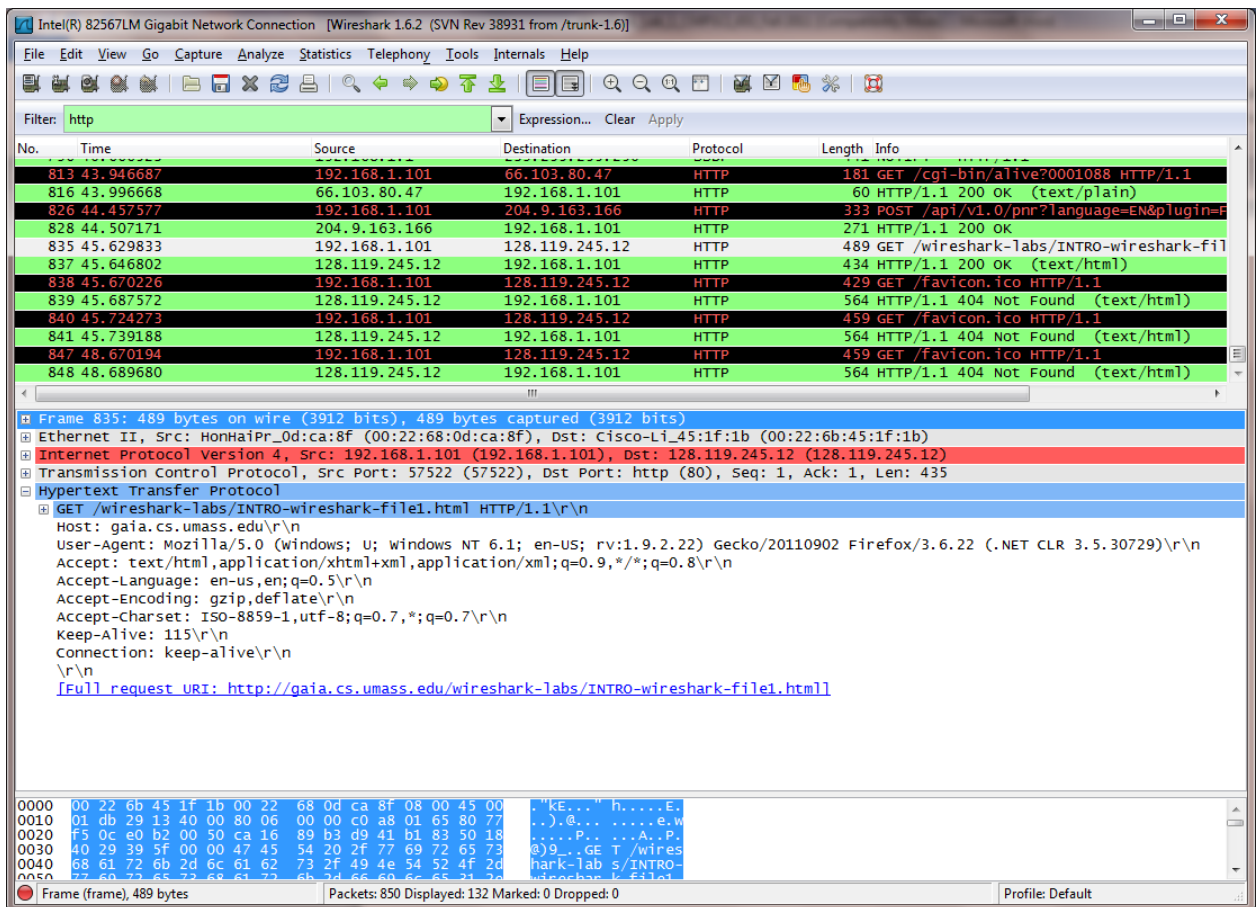 Intel(R) 82567LM Gigabit Network Connection [Wireshark 1.6.2 (SVN Rev 38931 from /trunk-1.6)]
File Edit View Go Capture Analyze Statistics Telephony Tools Internals Help
Filter: http Expression... Clear Apply
No. Time Source Destination Protocol Length Info
813 43.946687 192.168.1.101 66.103.80.47 HTTP 181 GET /cgi-bin/alive?0001088 HTTP/1.1
816 43.996668 66.103.80.47 192.168.1.101 HTTP 60 HTTP/1.1 200 OK (text/plain)
826 44.457577 192.168.1.101 204.9.163.166 HTTP 333 POST /api/v1.0/pnr?language=EN&plugin=F
828 44.507171 204.9.163.166 192.168.1.101 HTTP 271 HTTP/1.1 200 OK
835 45.629833 192.168.1.101 128.119.245.12 HTTP 489 GET /wireshark-labs/INTRO-wireshark-fil
837 45.646802 128.119.245.12 192.168.1.101 HTTP 434 HTTP/1.1 200 OK (text/html)
838 45.670226 192.168.1.101 128.119.245.12 HTTP 429 GET /favicon.ico HTTP/1.1
839 45.687572 128.119.245.12 192.168.1.101 HTTP 564 HTTP/1.1 404 Not Found (text/html)
840 45.724273 192.168.1.101 128.119.245.12 HTTP 459 GET /favicon.ico HTTP/1.1
841 45.739188 128.119.245.12 192.168.1.101 HTTP 564 HTTP/1.1 404 Not Found (text/html)
847 48.670194 192.168.1.101 128.119.245.12 HTTP 459 GET /favicon.ico HTTP/1.1
848 48.689680 128.119.245.12 192.168.1.101 HTTP 564 HTTP/1.1 404 Not Found (text/html)
Frame 835: 489 bytes on wire (3912 bits), 489 bytes captured (3912 bits)
Ethernet II, Src: HonHaiPr_0d:ca:8f (00:22:68:0d:ca:8f), Dst: Cisco-Li_45:1f:1b (00:22:6b:45:1f:1b)
Internet Protocol Version 4, Src: 192.168.1.101 (192.168.1.101), Dst: 128.119.245.12 (128.119.245.12)
Transmission Control Protocol, Src Port: 57522 (57522), Dst Port: http (80), Seq: 1, Ack: 1, Len: 435
Hypertext Transfer Protocol
GET /wireshark-labs/INTRO-wireshark-file1.html HTTP/1.1\r\n
Host: gaia.cs.umass.edu\r\n
User-Agent: Mozilla/5.0 (Windows; U; Windows NT 6.1; en-US; rv:1.9.2.22) Gecko/20110902 Firefox/3.6.22 (.NET CLR 3.5.30729)\r\n
Accept: text/html,application/xhtml+xml,application/xml;q=0.9,*/*;q=0.8\r\n
Accept-Language: en-us,en;q=0.5\r\n
Accept-Encoding: gzip,deflate\r\n
Accept-Charset: ISO-8859-1,utf-8;q=0.7,*;q=0.7\r\n
Keep-Alive: 115\r\n
Connection: keep-alive\r\n
\r\n
[Full request URI: http://gaia.cs.umass.edu/wireshark-labs/INTRO-wireshark-file1.html]
0000 00 22 6b 45 1f 1b 00 22 68 0d ca 8f 08 00 45 00 ."kE..." h.....E.
0010 01 db 29 13 40 00 80 06 00 00 c0 a8 01 65 80 77 ..).@... .....e.w
0020 f5 0c e0 b2 00 50 ca 16 89 b3 d9 41 b1 83 50 18 .....P.. ...A..P.
0030 40 29 39 5f 00 00 47 45 54 20 2f 77 69 72 65 73 @)9_..GE T /wires
0040 68 61 72 6b 2d 6c 61 62 73 2f 49 4e 54 52 4f 2d hark-lab s/INTRO-
0050 77 69 72 65 73 68 61 72 6b 2d 66 69 6c 65 31 2e wireshar k-file1.
Frame (frame), 489 bytes Packets: 850 Displayed: 132 Marked: 0 Dropped: 0 Profile: Default